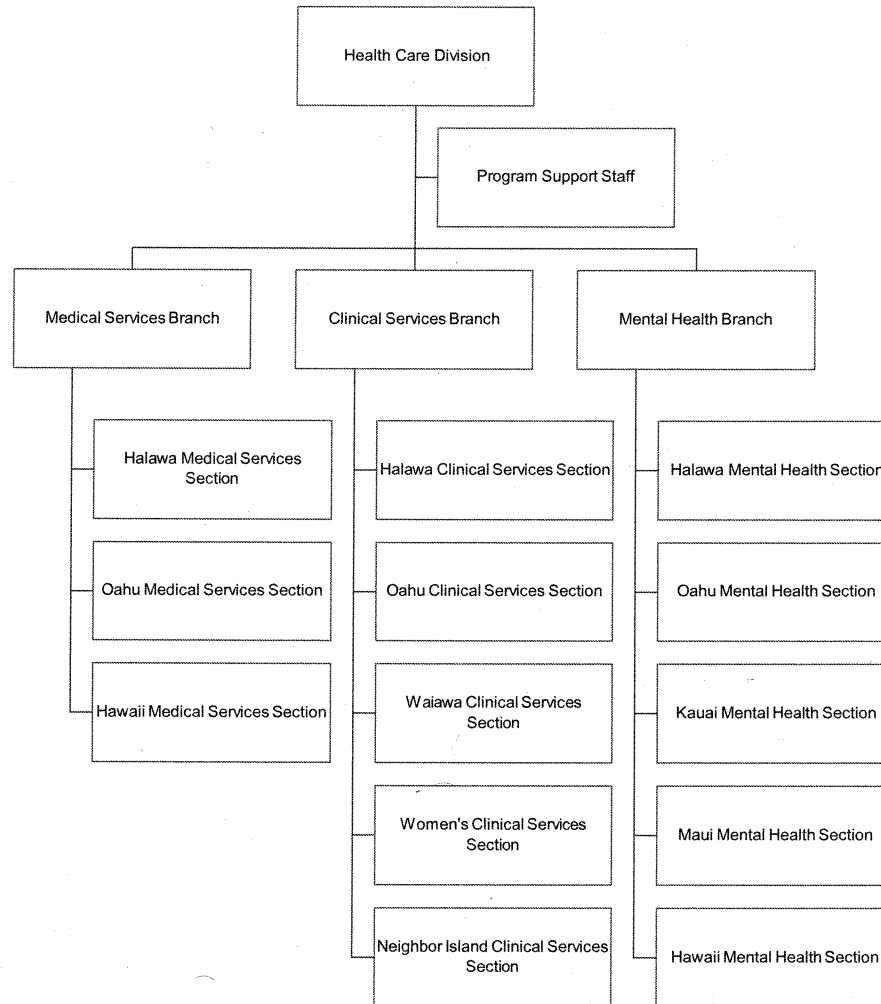 Health Care Division
Program Support Staff
Medical Services Branch
Clinical Services Branch
Mental Health Branch
Halawa Medical Services
Section
Oahu Medical Services Section
Hawaii Medical Services Section
Halawa Clinical Services Section
Oahu Clinical Services Section
Waiawa Clinical Services
Section
Women's Clinical Services
Section
Neighbor Island Clinical Services
Section
Halawa Mental Health Section
Oahu Mental Health Section
Kauai Mental Health Section
Maui Mental Health Section
Hawaii Mental Health Section